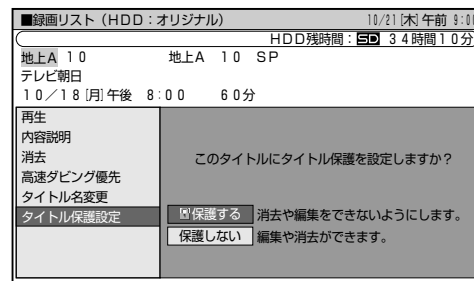 ■録画リスト（HDD：オリジナル） 10/21[木]午前 9:00
HDD残時間：SD 34時間10分
地上A 10 地上A 10 SP
テレビ朝日
10／18[月]午後 8:00 60分
再生
内容説明
消去
高速ダビング優先
タイトル名変更
タイトル保護設定
このタイトルにタイトル保護を設定しますか？
保護する 消去や編集をできないようにします。
保護しない 編集や消去ができます。